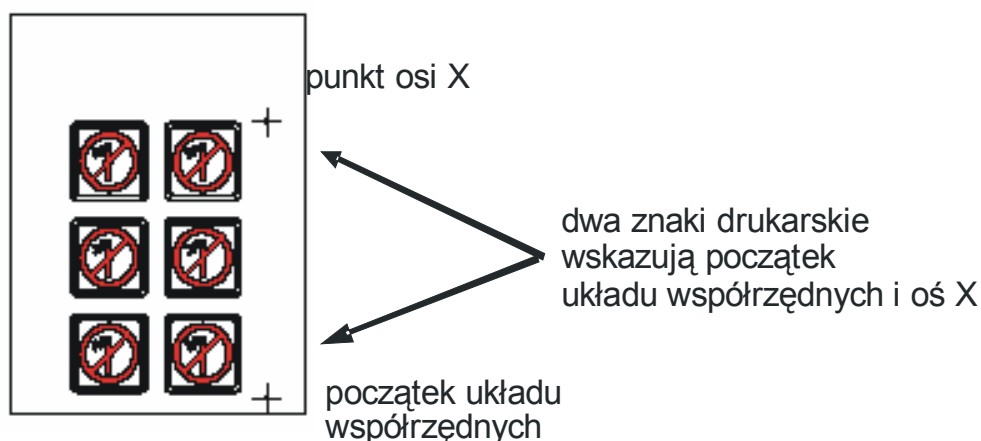 punkt osi X
dwa znaki drukarskie
wskazują początek
układu współrzędnych i oś X
początek układu
współrzędnych